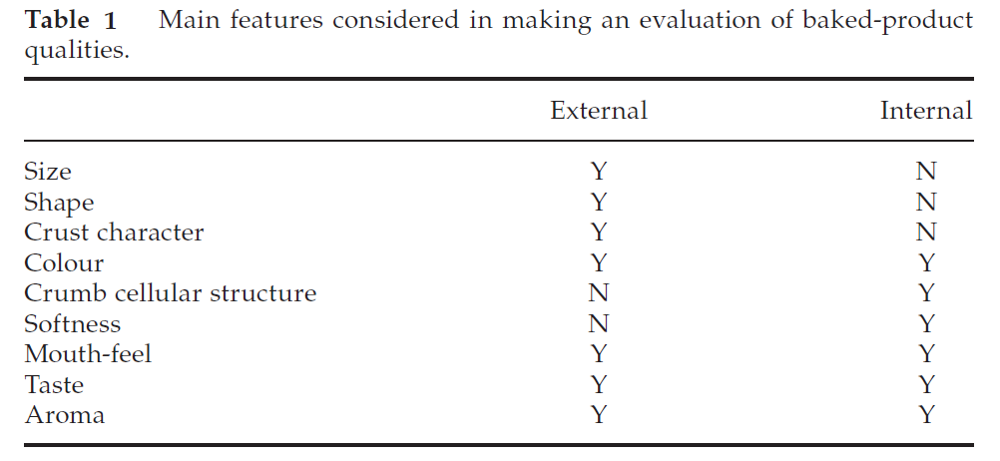 Table 1 Main features considered in making an evaluation of baked-product
qualities.
External Internal
Size Y N
Shape Y N
Crust character Y N
Colour Y Y
Crumb cellular structure N Y
Softness N Y
Mouth-feel Y Y
Taste Y Y
Aroma Y Y